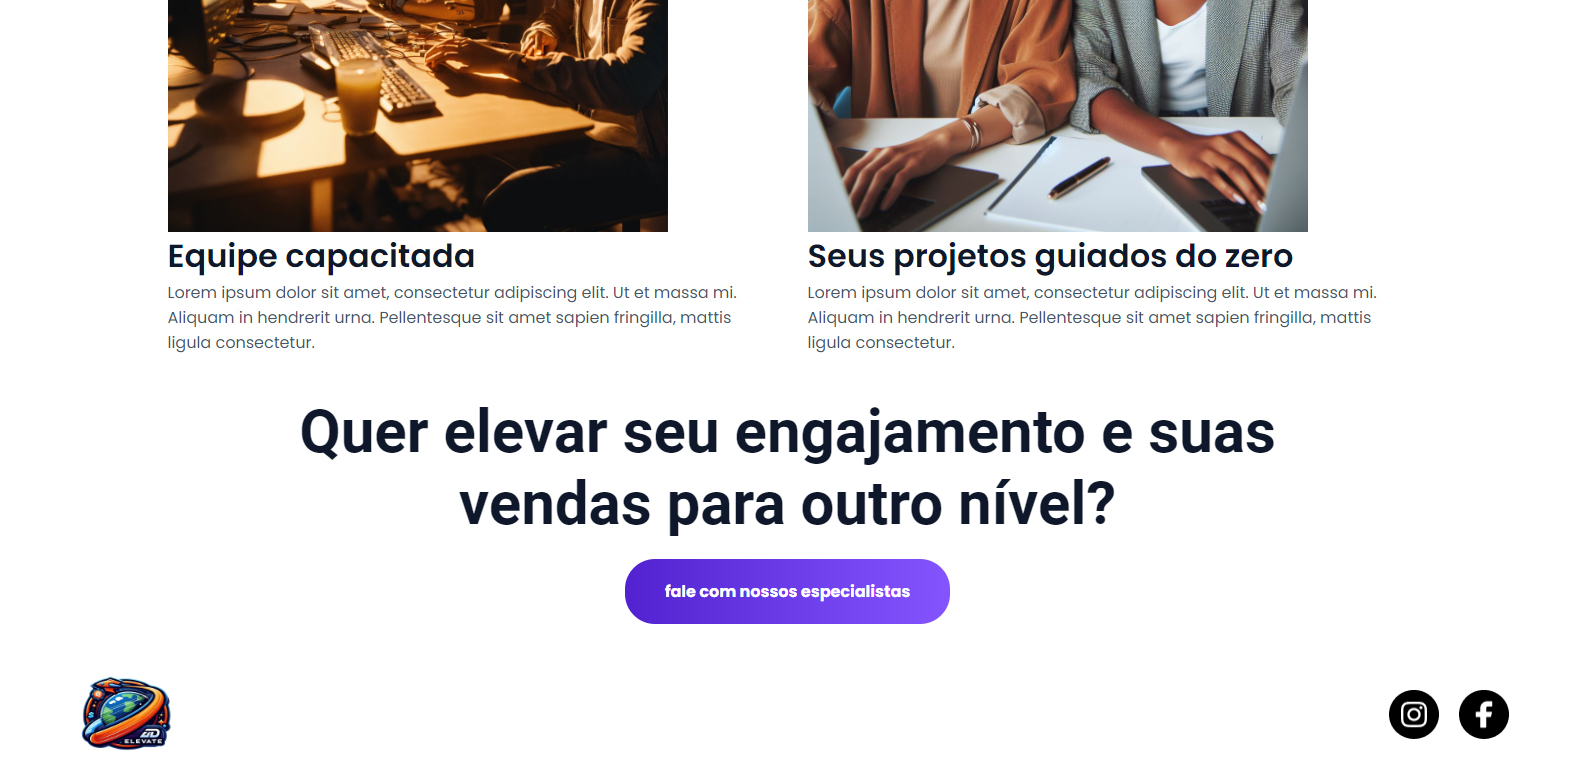 Equipe capacitada
Lorem ipsum dolor sit amet, consectetur adipiscing elit. Ut et massa mi.
Aliquam in hendrerit urna. Pellentesque sit amet sapien fringilla, mattis
ligula consectetur.
Seus projetos guiados do zero
Lorem ipsum dolor sit amet, consectetur adipiscing elit. Ut et massa mi.
Aliquam in hendrerit urna. Pellentesque sit amet sapien fringilla, mattis
ligula consectetur.
Quer elevar seu engajamento e suas
vendas para outro nível?
fale com nossos especialistas
ELEVATE